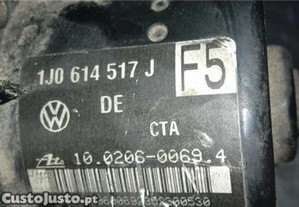 1J0 614 517 J
F5
DE
CTA
10.0206-0069.4
CustoJusto.pt